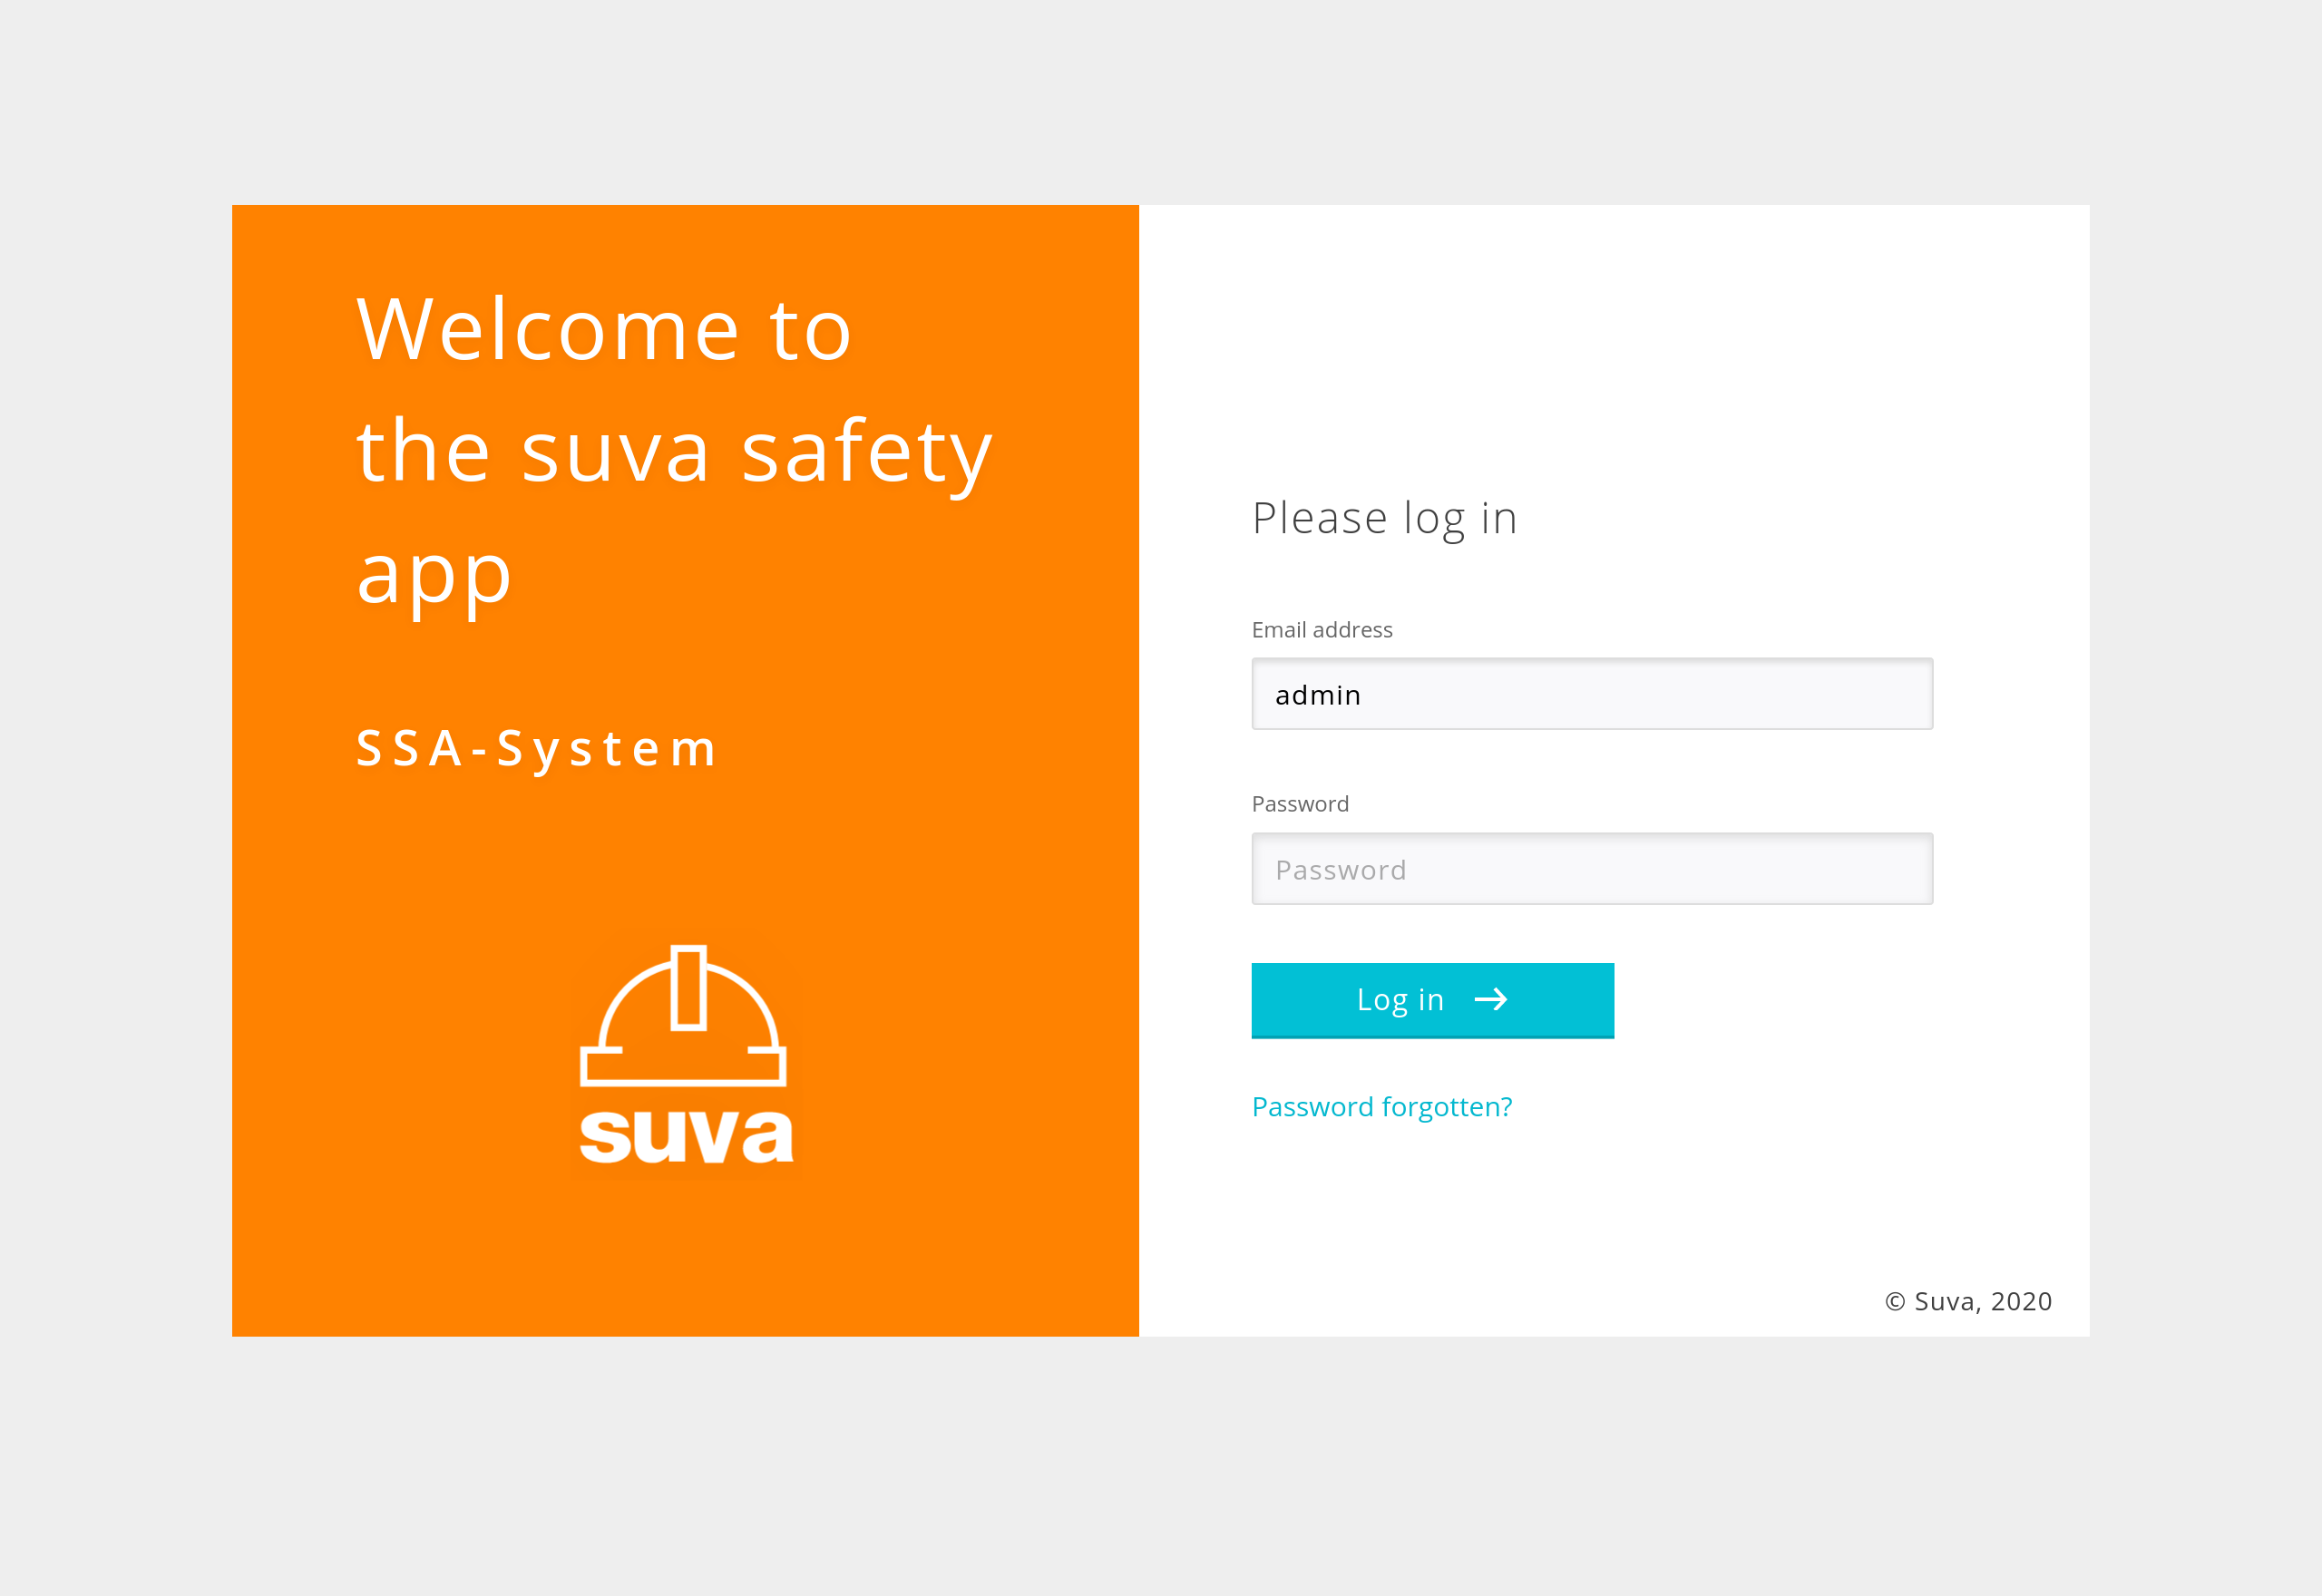 Welcome to
the suva safety
app
SSA-System
suva
Please log in
Email address
admin
Password
Password
Log in
Password forgotten?
© Suva, 2020